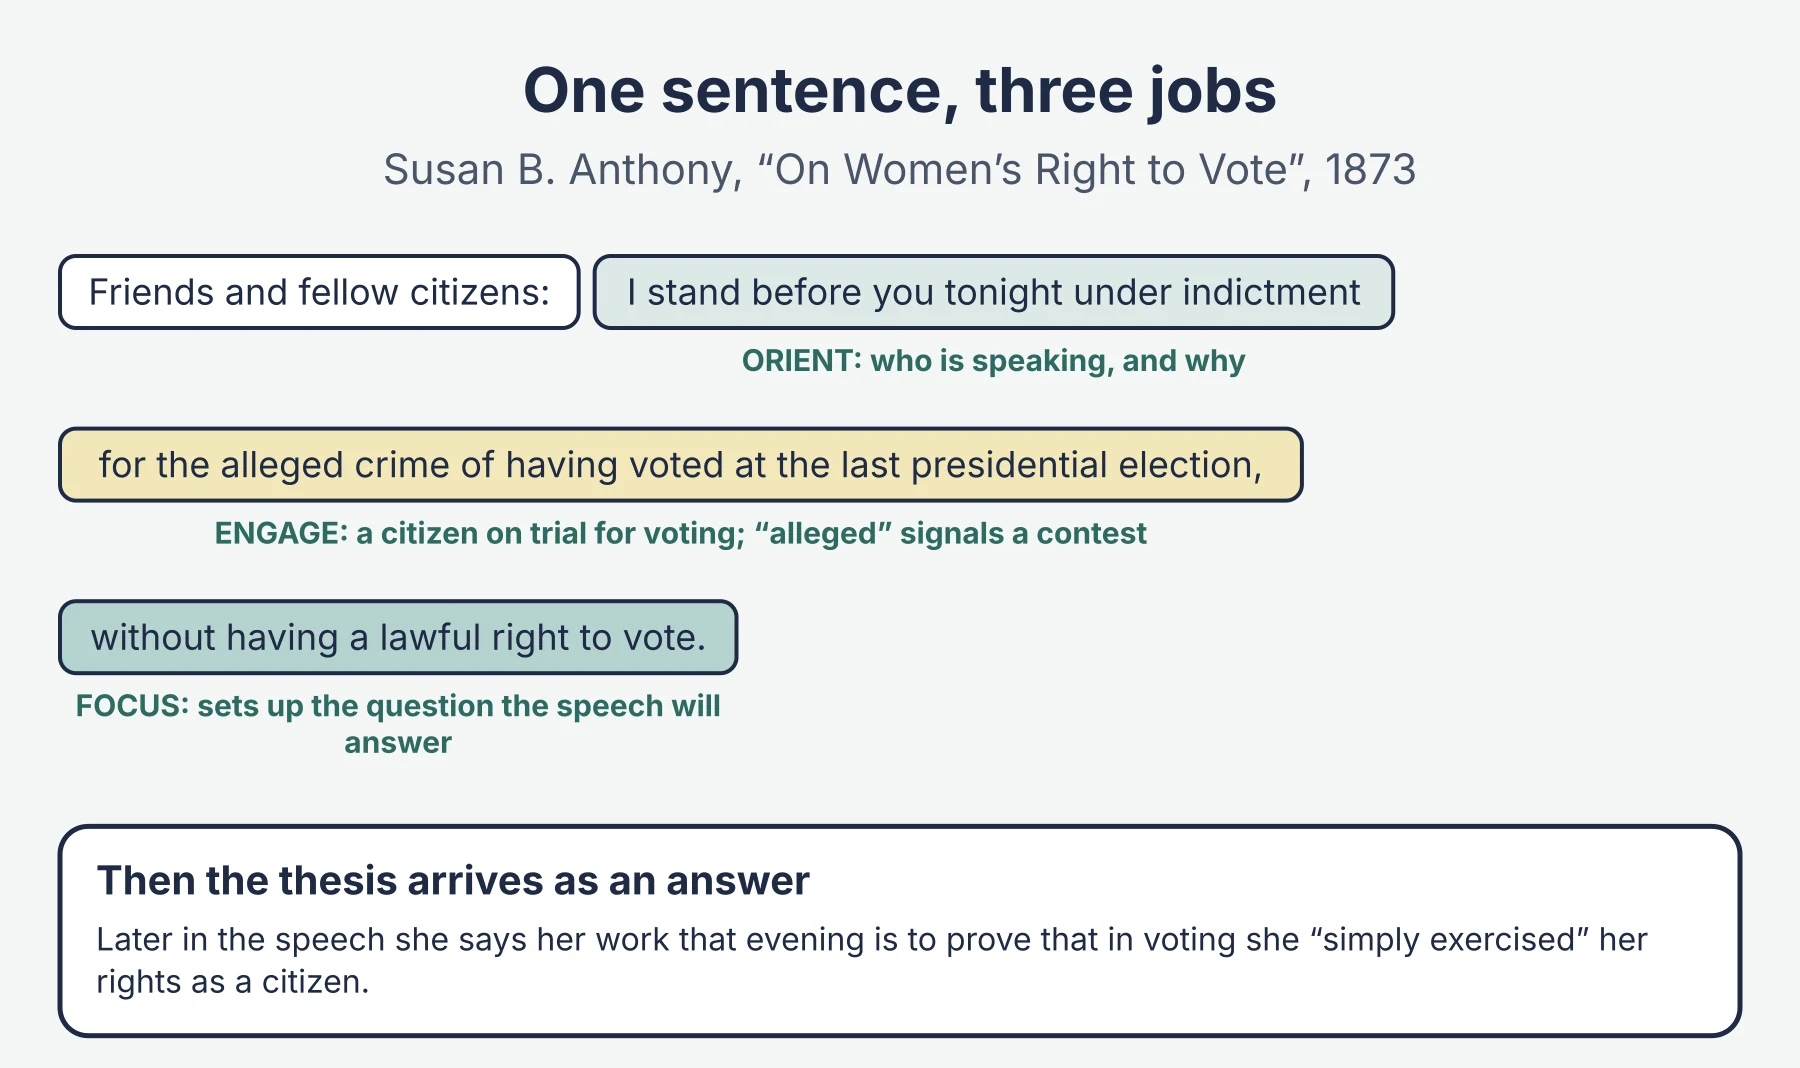 One sentence, three jobs
Susan B. Anthony, “On Women’s Right to Vote”, 1873
Friends and fellow citizens: I stand before you tonight under indictment
ORIENT: who is speaking, and why
for the alleged crime of having voted at the last presidential election,
ENGAGE: a citizen on trial for voting; “alleged” signals a contest
without having a lawful right to vote.
FOCUS: sets up the question the speech will
answer
Then the thesis arrives as an answer
Later in the speech she says her work that evening is to prove that in voting she “simply exercised” her
rights as a citizen.